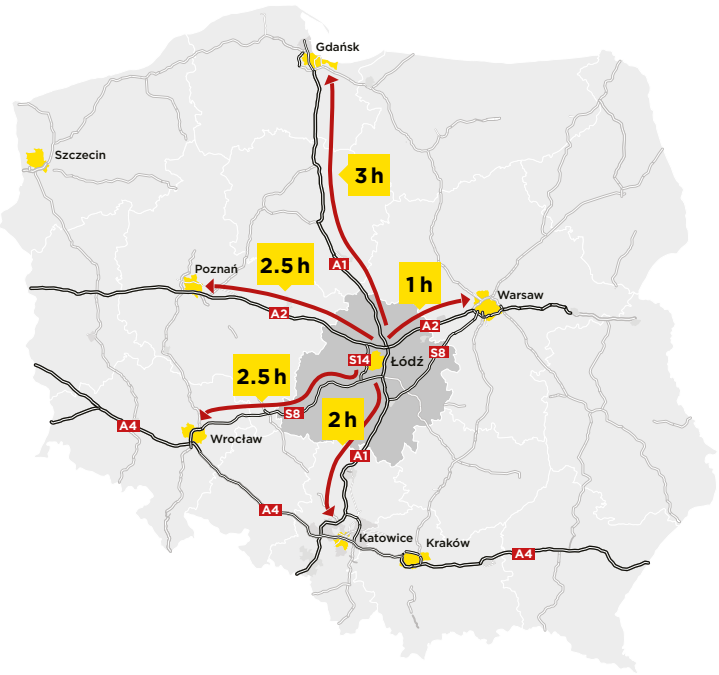 Gdańsk
Szczecin
3 h
Poznań
2.5 h
A1
1 h
Warsaw
A2
A2
S8
S14
Łódź
2.5 h
S8
2 h
A4
Wrocław
A1
A4
Katowice
Kraków
A4